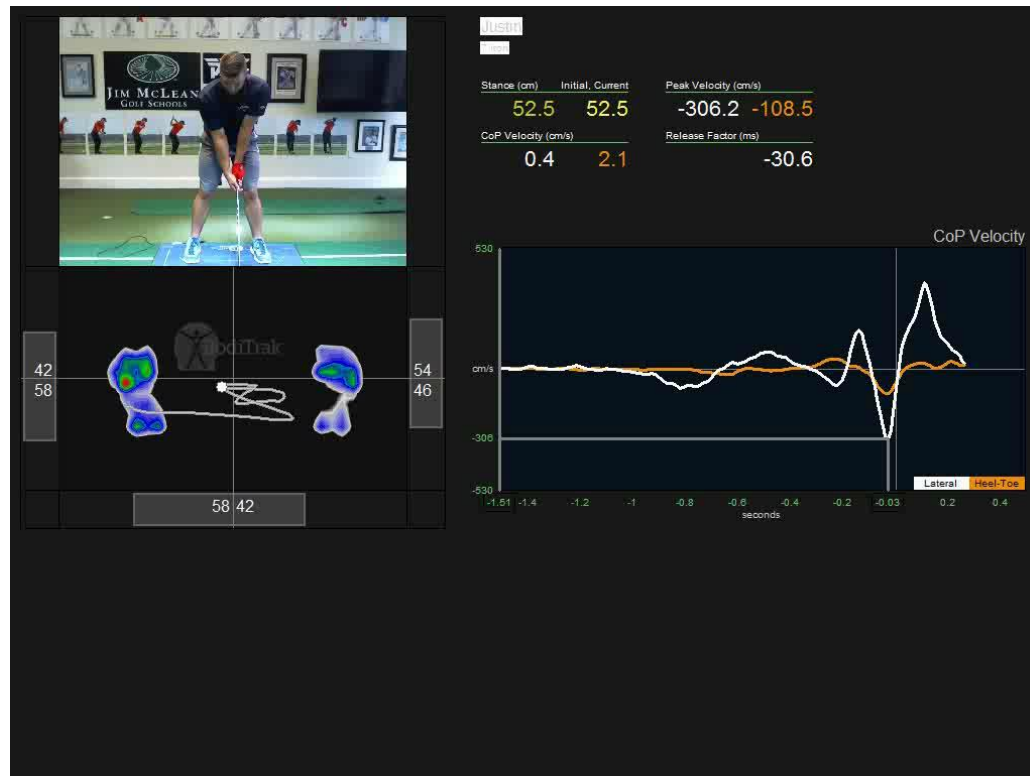 Justin
7 iron
Stance (cm) Initial, Current
52.5 52.5
Peak Velocity (cm/s)
-306.2 -108.5
CoP Velocity (cm/s)
0.4 2.1
Release Factor (ms)
-30.6
JIM MCLEAN
GOLF SCHOOLS
BodiTrak
42
58
54
46
58 42
CoP Velocity
530
cm/s
-306
-530
Lateral Heel-Toe
-1.51 -1.4 -1.2 -1 -0.8 -0.6 -0.4 -0.2 -0.03 0.2 0.4
seconds